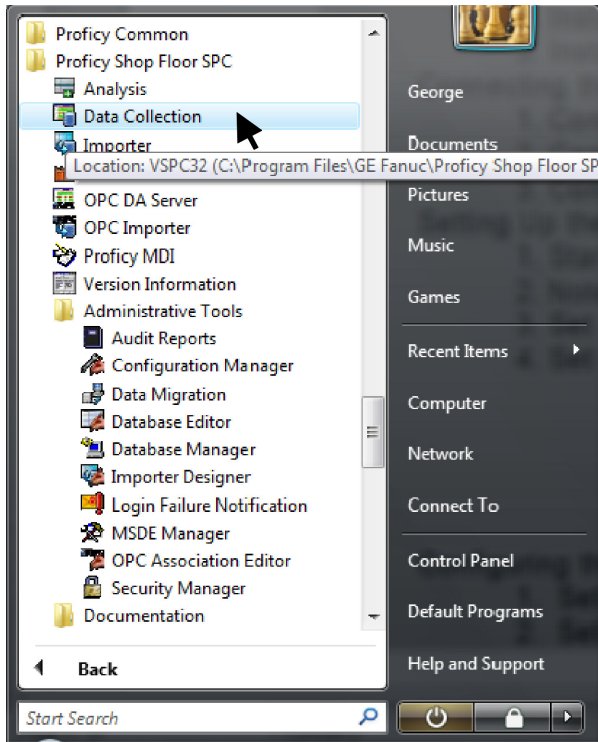 Proficy Common
Proficy Shop Floor SPC
Analysis
Data Collection
Importer
Location: VSPC32 (C:\Program Files\GE Fanuc\Proficy Shop Floor SP
OPC DA Server
OPC Importer
Proficy MDI
Version Information
Administrative Tools
Audit Reports
Configuration Manager
Data Migration
Database Editor
Database Manager
Importer Designer
Login Failure Notification
MSDE Manager
OPC Association Editor
Security Manager
Documentation
Back
Start Search
George
Documents
Pictures
Music
Games
Recent Items
Computer
Network
Connect To
Control Panel
Default Programs
Help and Support